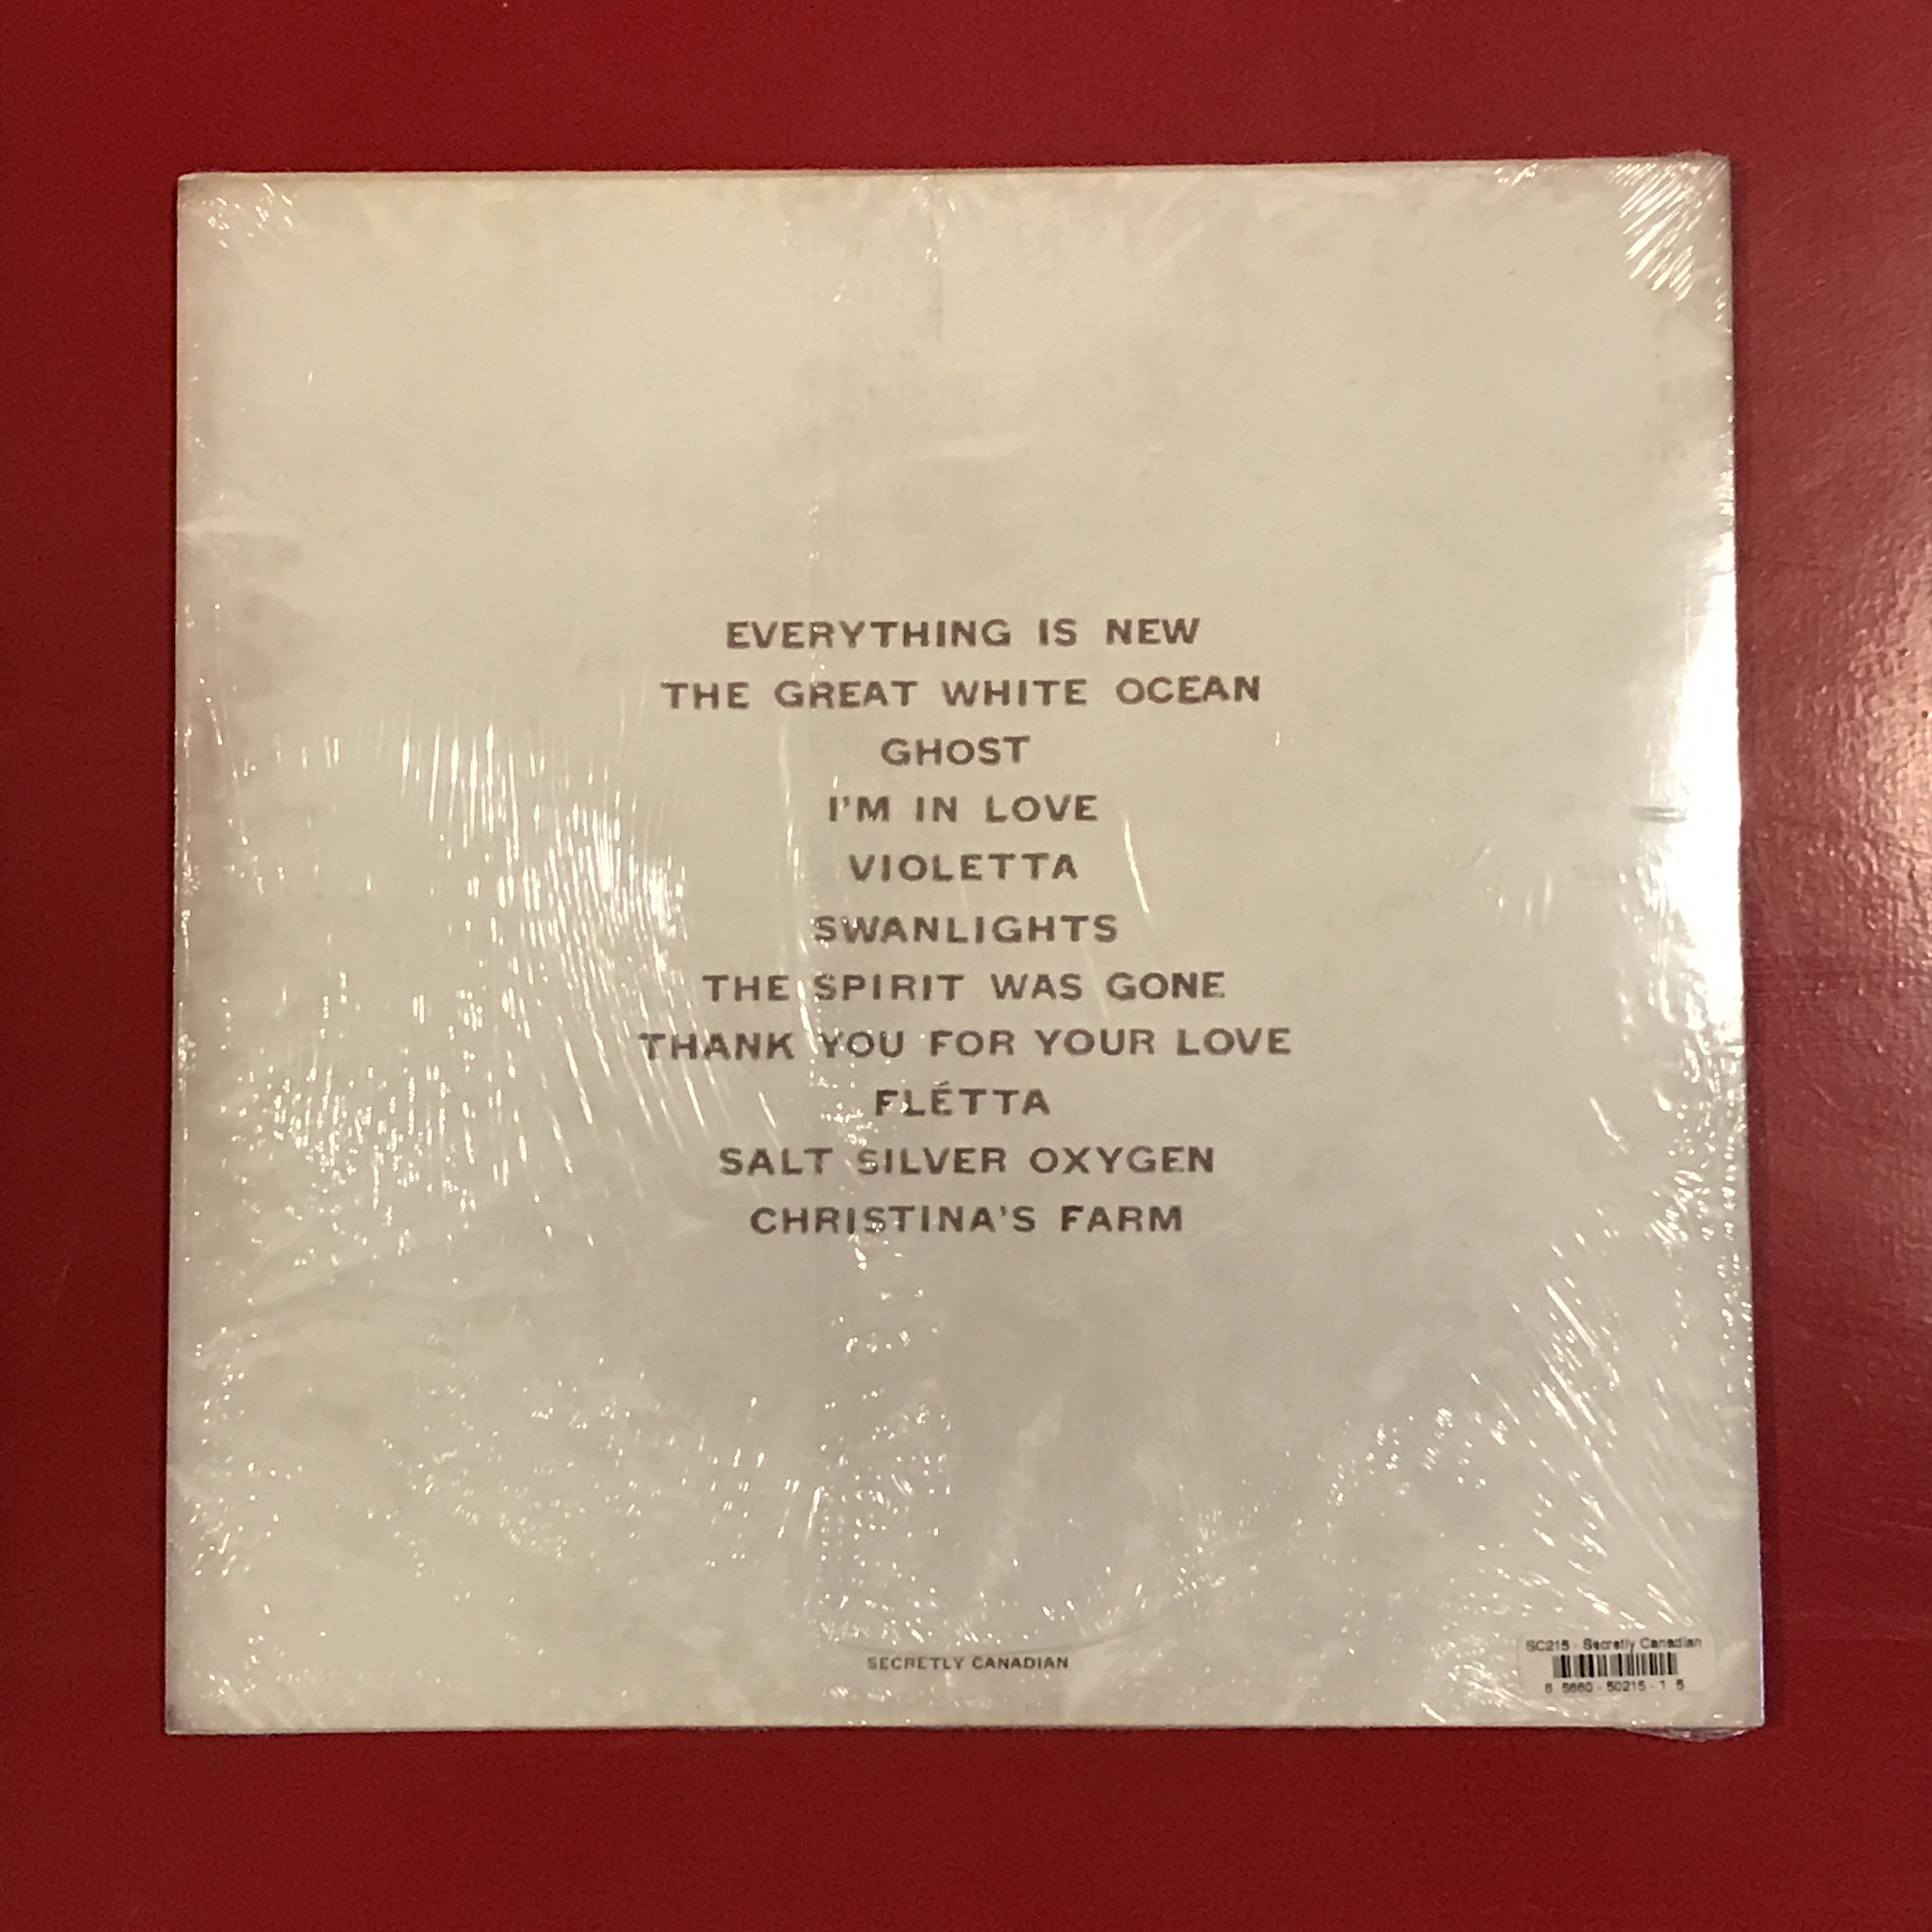 EVERYTHING IS NEW
THE GREAT WHITE OCEAN
GHOST
I'M IN LOVE
VIOLETTA
SWANLIGHTS
THE SPIRIT WAS GONE
THANK YOU FOR YOUR LOVE
FLÉTTA
SALT SILVER OXYGEN
CHRISTINA'S FARM
SECRETLY CANADIAN
SC215 - Secretly Canadian
6 5660 - 50215 - 1 5